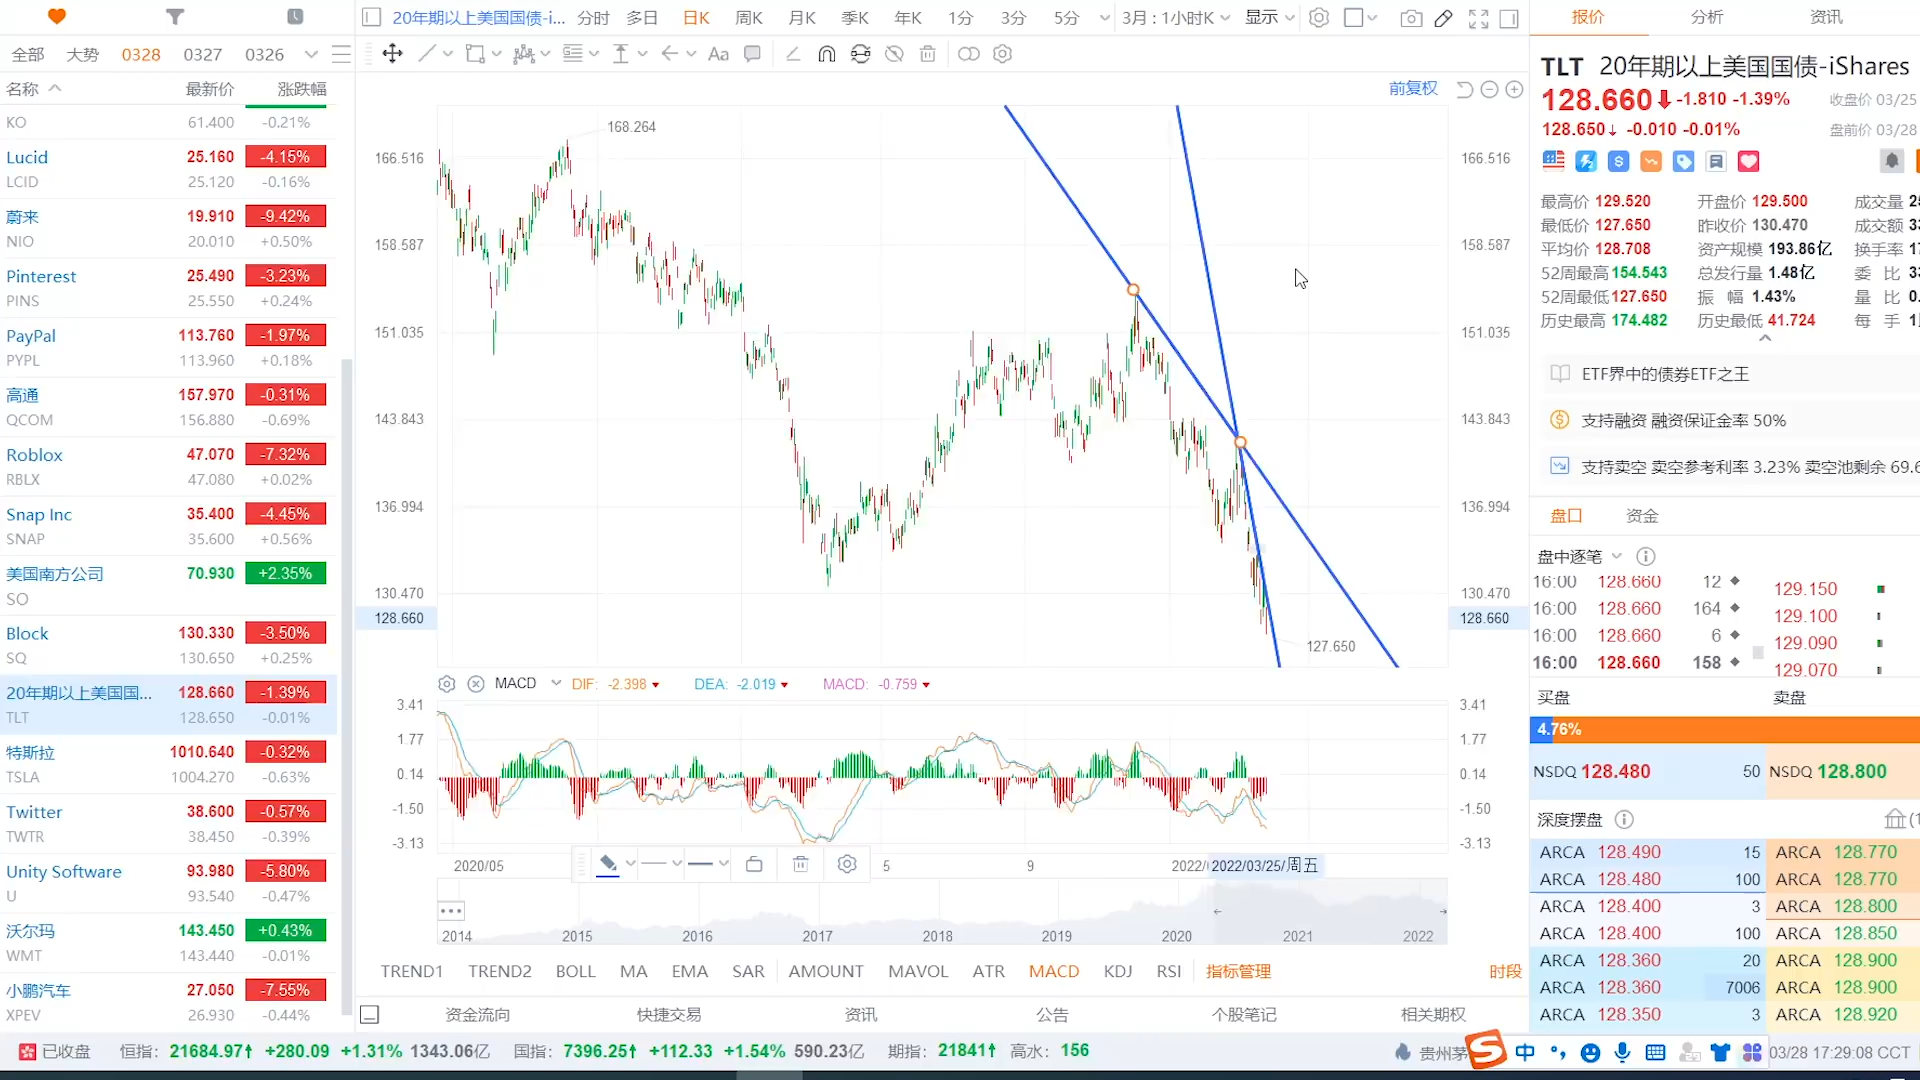 20年期以上美国国债-i... 分时 多日 日K 周K 月K 季K 年K 1分 3分 5分 3月 : 1小时K 显示
报价 分析 资讯
全部 大势 0328 0327 0326
名称 最新价 涨跌幅
KO 61.400 -0.21%
Lucid 25.160 -4.15%
LCID 25.120 -0.16%
蔚来 19.910 -9.42%
NIO 20.010 +0.50%
Pinterest 25.490 -3.23%
PINS 25.550 +0.24%
PayPal 113.760 -1.97%
PYPL 113.960 +0.18%
高通 157.970 -0.31%
QCOM 156.880 -0.69%
Roblox 47.070 -7.32%
RBLX 47.080 +0.02%
Snap Inc 35.400 -4.45%
SNAP 35.600 +0.56%
美国南方公司 70.930 +2.35%
SO
Block 130.330 -3.50%
SQ 130.650 +0.25%
20年期以上美国国... 128.660 -1.39%
TLT 128.650 -0.01%
特斯拉 1010.640 -0.32%
TSLA 1004.270 -0.63%
Twitter 38.600 -0.57%
TWTR 38.450 -0.39%
Unity Software 93.980 -5.80%
U 93.540 -0.47%
沃尔玛 143.450 +0.43%
WMT 143.440 -0.01%
小鹏汽车 27.050 -7.55%
XPEV 26.930 -0.44%
Aa
前复权
168.264
166.516 166.516
158.587 158.587
151.035 151.035
143.843 143.843
136.994 136.994
130.470 130.470
128.660 128.660
127.650
MACD DIF: -2.398 DEA: -2.019 MACD: -0.759
3.41 3.41
1.77 1.77
0.14 0.14
-1.50 -1.50
-3.13 -3.13
2020/05 5 9 2022/ 2022/03/25/周五
2014 2015 2016 2017 2018 2019 2020 2021 2022
TREND1 TREND2 BOLL MA EMA SAR AMOUNT MAVOL ATR MACD KDJ RSI 指标管理 时段
资金流向 快捷交易 资讯 公告 个股笔记 相关期权
TLT 20年期以上美国国债-iShares
128.660 -1.810 -1.39% 收盘价 03/25
128.650↓ -0.010 -0.01% 盘前价 03/28
最高价 129.520 开盘价 129.500 成交量
最低价 127.650 昨收价 130.470 成交额
平均价 128.708 资产规模 193.86亿 换手率
52周最高 154.543 总发行量 1.48亿 委 比
52周最低 127.650 振 幅 1.43% 量 比
历史最高 174.482 历史最低 41.724 每 手
ETF界中的债券ETF之王
支持融资 融资保证金率 50%
支持卖空 卖空参考利率 3.23% 卖空池剩余 69.6
盘口 资金
盘中逐笔
16:00 128.660 12
16:00 128.660 164
16:00 128.660 6
16:00 128.660 158
129.150
129.100
129.090
129.070
买盘 卖盘
4.76%
NSDQ 128.480 50 NSDQ 128.800
深度摆盘
ARCA 128.490 15 ARCA 128.770
ARCA 128.480 100 ARCA 128.770
ARCA 128.400 3 ARCA 128.800
ARCA 128.400 100 ARCA 128.850
ARCA 128.360 20 ARCA 128.900
ARCA 128.360 7006 ARCA 128.900
ARCA 128.350 3 ARCA 128.920
已收盘 恒指: 21684.97↑ +280.09 +1.31% 1343.06亿 国指: 7396.25↑ +112.33 +1.54% 590.23亿 期指: 21841↑ 高水: 156 贵州茅 中 03/28 17:29:08 CCT